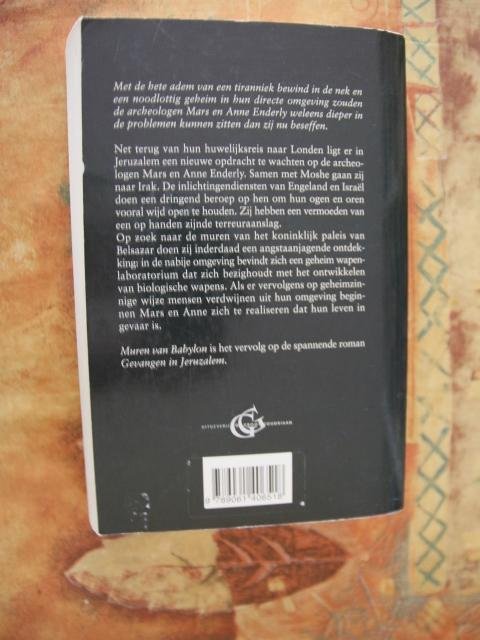 Met de hete adem van een tiranniek bewind in de nek en
een noodlottig geheim in hun directe omgeving zouden
de archeologen Mars en Anne Enderly weleens dieper in
de problemen kunnen zitten dan zij nu beseffen.
Net terug van hun huwelijksreis naar Londen ligt er in
Jeruzalem een nieuwe opdracht te wachten op de archeo-
logen Mars en Anne Enderly. Samen met Moshe gaan zij
naar Irak. De inlichtingendiensten van Engeland en Israël
doen een dringend beroep op hen om hun ogen en oren
vooral wijd open te houden. Zij hebben een vermoeden van
een op handen zijnde terreuraanslag.
Op zoek naar de muren van het koninklijk paleis van
Belsazar doen zij inderdaad een angstaanjagende ontdek-
king: in de nabije omgeving bevindt zich een geheim wapen-
laboratorium dat zich bezighoudt met het ontwikkelen
van biologische wapens. Als er vervolgens op geheimzin-
nige wijze mensen verdwijnen uit hun omgeving begin-
nen Mars en Anne zich te realiseren dat hun leven in
gevaar is.
Muren van Babylon is het vervolg op de spannende roman
Gevangen in Jeruzalem.
UITGEVERIJ GROEN GOUDRIAAN
8 789061 406518